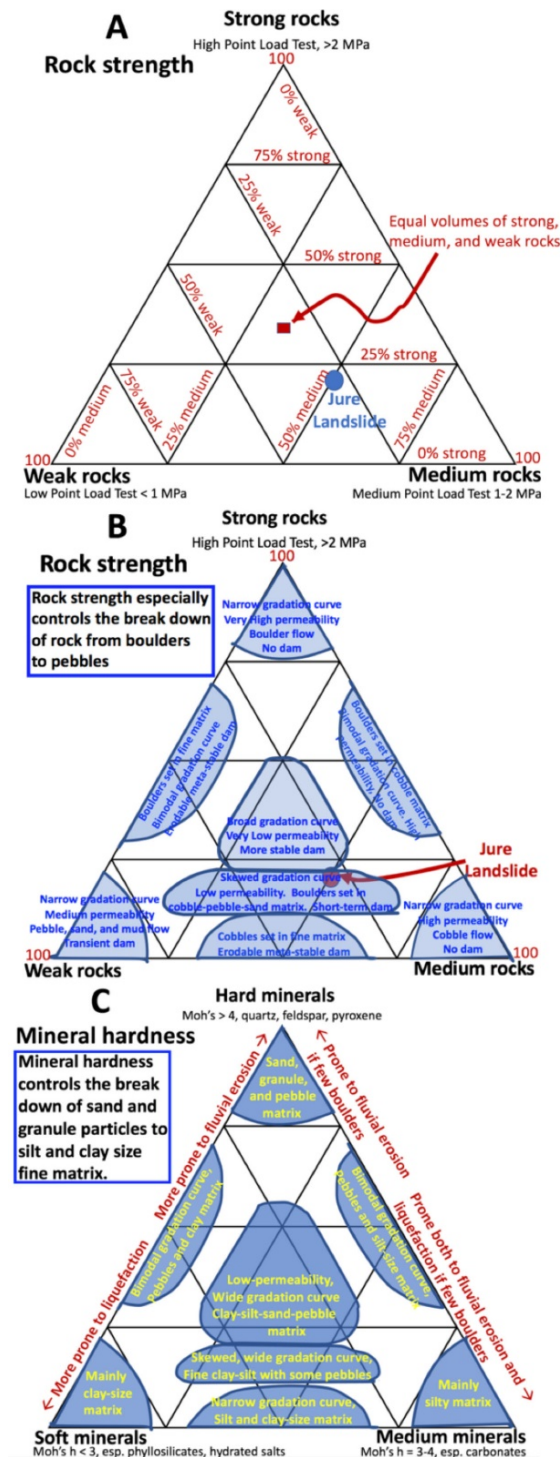 A
Strong rocks
High Point Load Test, >2 MPa
Rock strength
100
0% weak
75% strong
25% weak
Equal volumes of strong,
medium, and weak rocks
50% strong
50% weak
25% strong
75% weak
0% medium
25% medium
50% medium
75% medium
Jure
Landslide
0% strong
100
100
Weak rocks
Medium rocks
Low Point Load Test < 1 MPa
Medium Point Load Test 1-2 MPa
B
Strong rocks
High Point Load Test, >2 MPa
Rock strength
100
Rock strength especially
controls the break down
of rock from boulders
to pebbles
Narrow gradation curve
Very High permeability
Boulder flow
No dam
Boulders set in fine matrix
Bimodal gradation curve
Erodable meta-stable dam
Boulders set in cobble matrix
Bimodal gradation curve. High
permeability, No dam
Broad gradation curve
Very Low permeability
More stable dam
Jure
Landslide
Skewed gradation curve
Low permeability. Boulders set in
cobble-pebble-sand matrix. Short-term dam
Narrow gradation curve
Medium permeability
Pebble, sand, and mud flow
Transient dam
Narrow gradation curve
High permeability
Cobble flow
No dam
Cobbles set in fine matrix
Erodable meta-stable dam
100
100
Weak rocks
Medium rocks
C
Hard minerals
Moh's > 4, quartz, feldspar, pyroxene
Mineral hardness
Mineral hardness
controls the break
down of sand and
granule particles to
silt and clay size
fine matrix.
Sand,
granule,
and pebble
matrix
More prone to fluvial erosion →
← More prone to liquefaction
← Prone to fluvial erosion
if few boulders
Prone both to fluvial erosion and →
liquefaction if few boulders
Bimodal gradation curve,
Pebbles and clay matrix
Bimodal gradation curve,
Pebbles and silt-size matrix
Low-permeability,
Wide gradation curve
Clay-silt-sand-pebble
matrix
Skewed, wide gradation curve,
Fine clay-silt with some pebbles
Mainly
clay-size
matrix
Narrow gradation curve,
Silt and clay-size matrix
Mainly
silty matrix
Soft minerals
Medium minerals
Moh's h < 3, esp. phyllosilicates, hydrated salts
Moh's h = 3-4, esp. carbonates